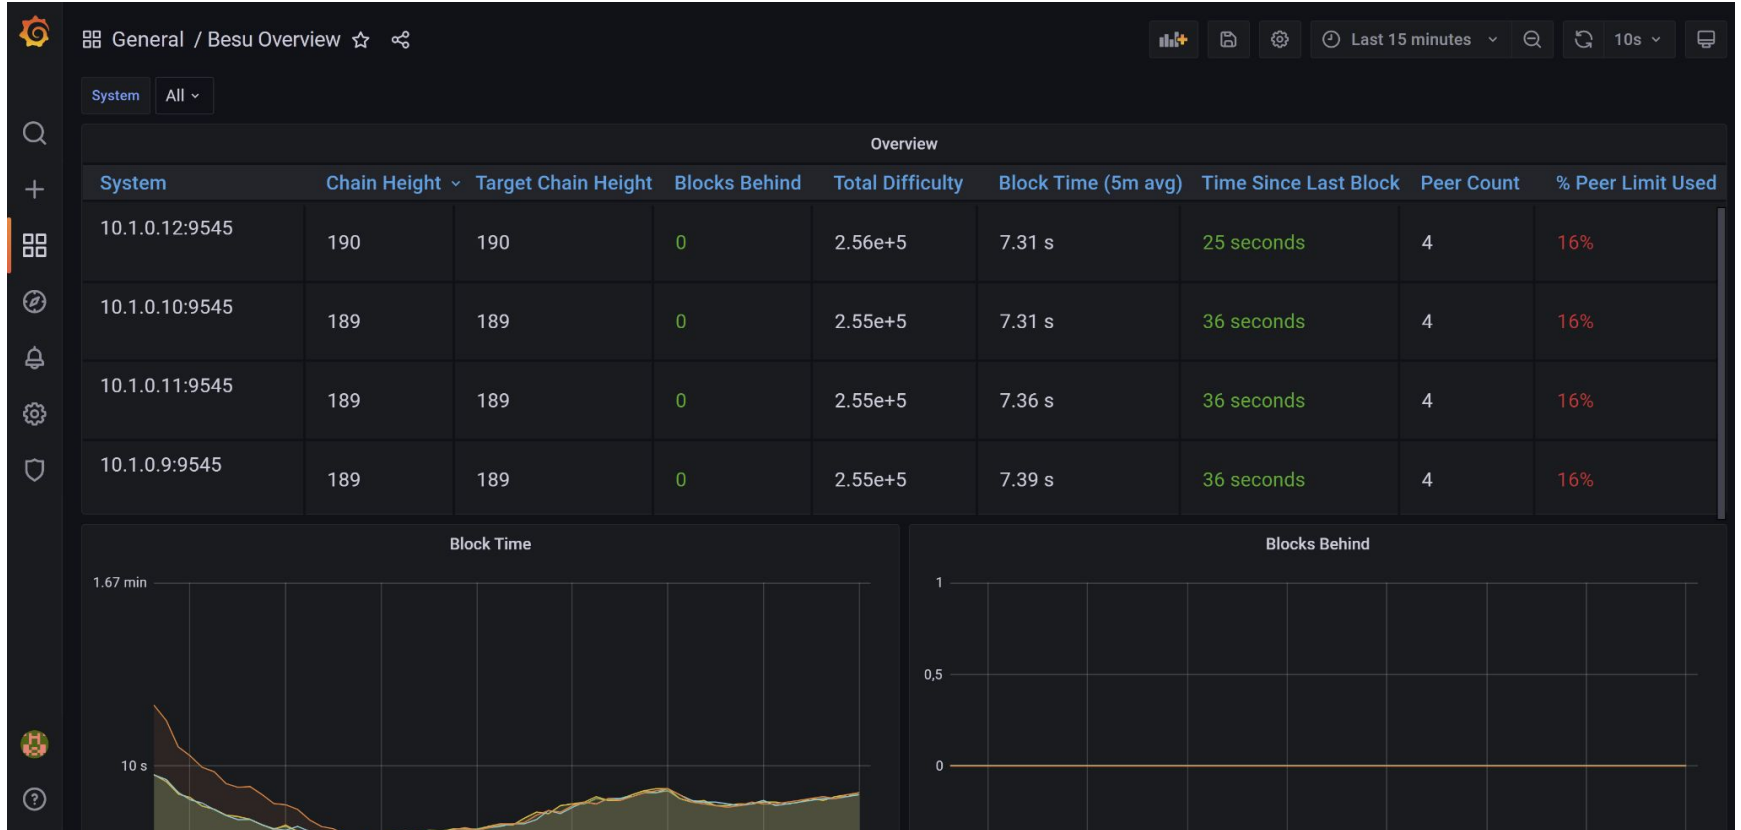 General / Besu Overview
Last 15 minutes
10s
System All
Overview
System Chain Height Target Chain Height Blocks Behind Total Difficulty Block Time (5m avg) Time Since Last Block Peer Count % Peer Limit Used
10.1.0.12:9545 190 190 0 2.56e+5 7.31 s 25 seconds 4 16%
10.1.0.10:9545 189 189 0 2.55e+5 7.31 s 36 seconds 4 16%
10.1.0.11:9545 189 189 0 2.55e+5 7.36 s 36 seconds 4 16%
10.1.0.9:9545 189 189 0 2.55e+5 7.39 s 36 seconds 4 16%
Block Time
1.67 min
10 s
Blocks Behind
1
0,5
0